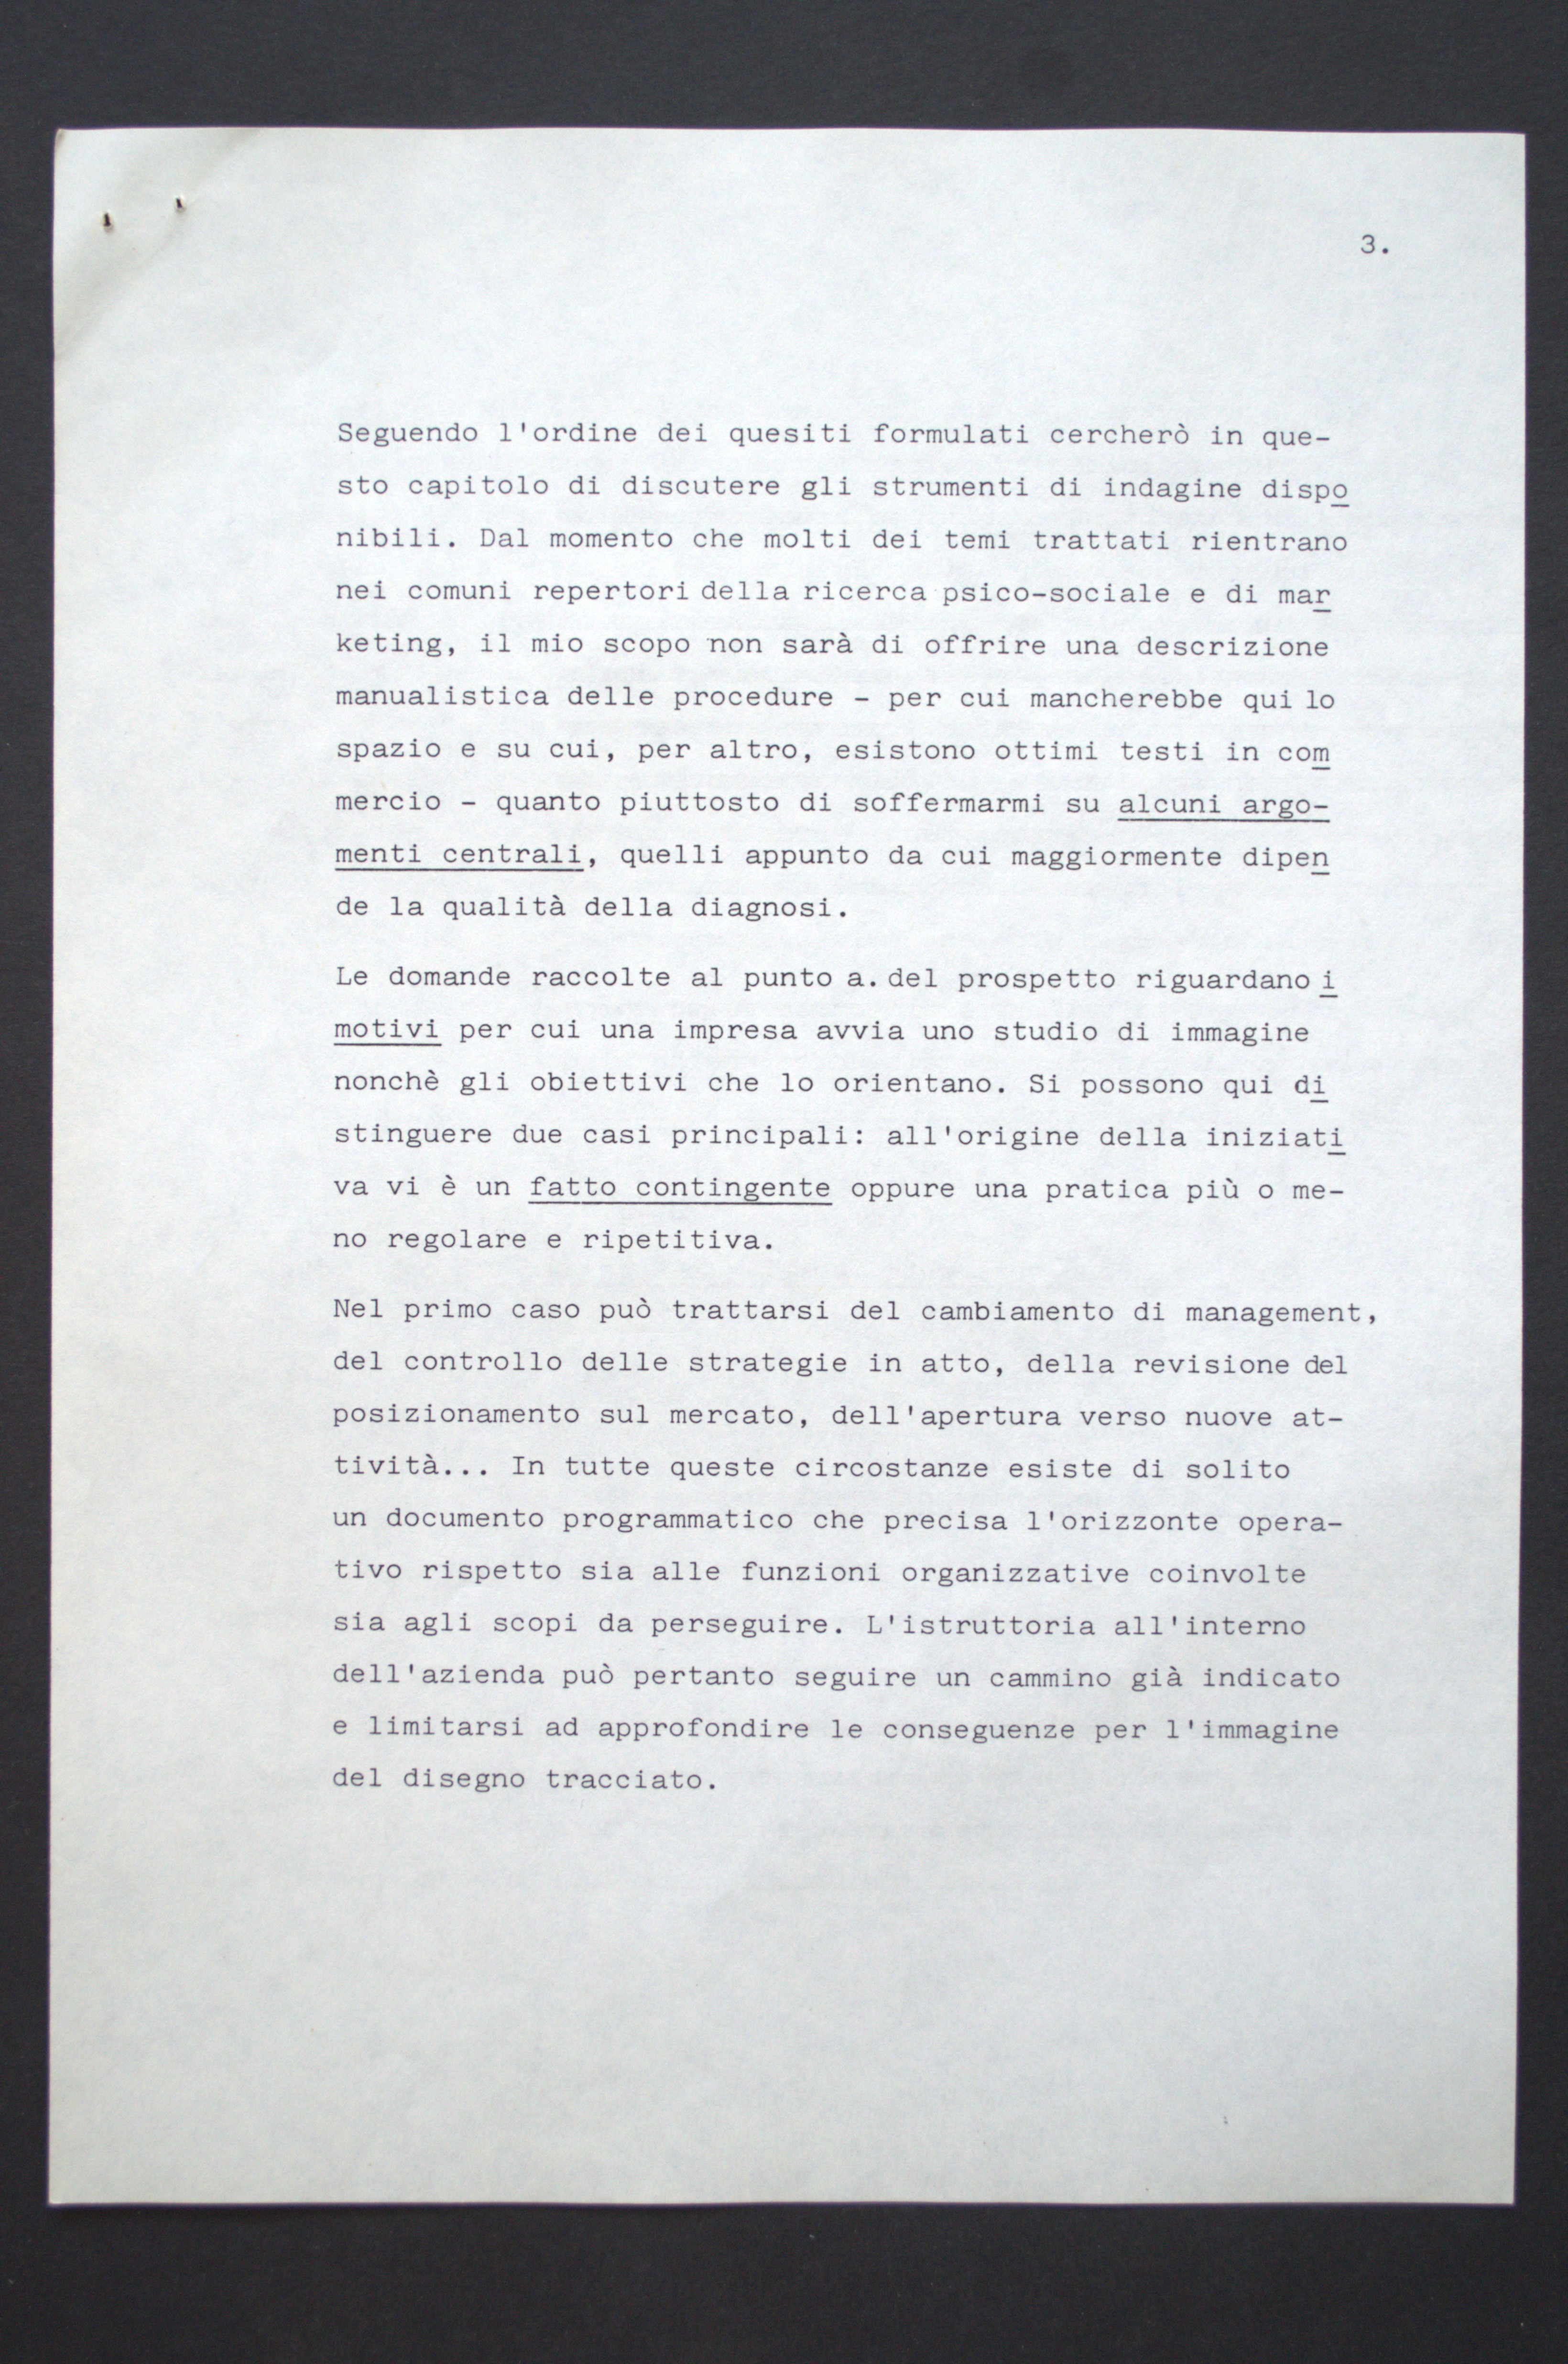 3.
Seguendo l'ordine dei quesiti formulati cercherò in que-
sto capitolo di discutere gli strumenti di indagine dispo
nibili. Dal momento che molti dei temi trattati rientrano
nei comuni repertori della ricerca psico-sociale e di mar
keting, il mio scopo non sarà di offrire una descrizione
manualistica delle procedure - per cui mancherebbe qui lo
spazio e su cui, per altro, esistono ottimi testi in com
mercio - quanto piuttosto di soffermarmi su alcuni argo-
menti centrali, quelli appunto da cui maggiormente dipen
de la qualità della diagnosi.
Le domande raccolte al punto a. del prospetto riguardano i
motivi per cui una impresa avvia uno studio di immagine
nonchè gli obiettivi che lo orientano. Si possono qui di
stinguere due casi principali: all'origine della iniziati
va vi è un fatto contingente oppure una pratica più o me-
no regolare e ripetitiva.
Nel primo caso può trattarsi del cambiamento di management,
del controllo delle strategie in atto, della revisione del
posizionamento sul mercato, dell'apertura verso nuove at-
tività... In tutte queste circostanze esiste di solito
un documento programmatico che precisa l'orizzonte opera-
tivo rispetto sia alle funzioni organizzative coinvolte
sia agli scopi da perseguire. L'istruttoria all'interno
dell'azienda può pertanto seguire un cammino già indicato
e limitarsi ad approfondire le conseguenze per l'immagine
del disegno tracciato.